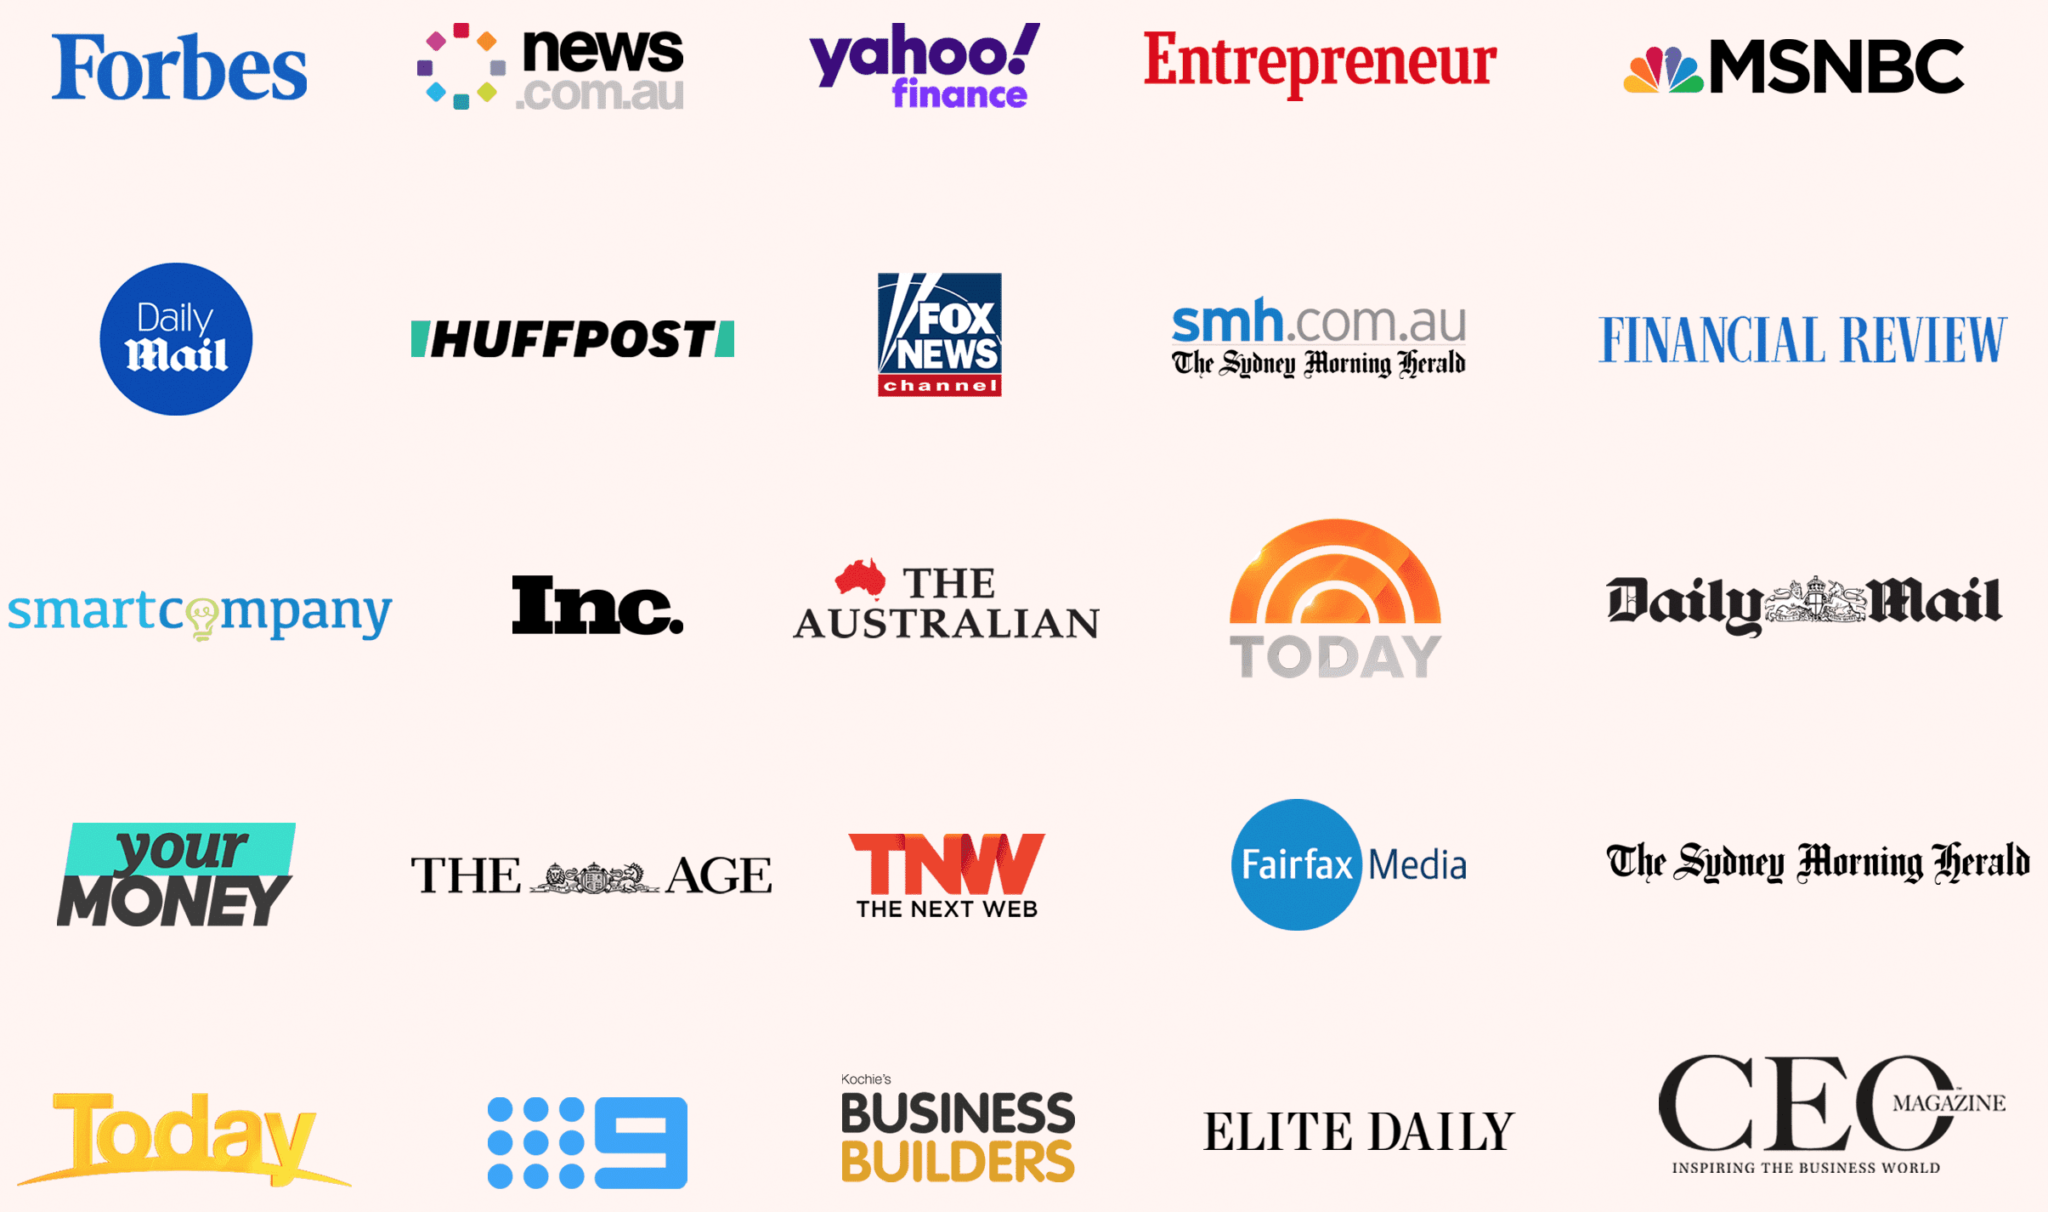 Forbes
news
.com.au
yahoo!
finance
Entrepreneur
MSNBC
Daily
Mail
HUFFPOST
FOX
NEWS
channel
smh.com.au
The Sydney Morning Herald
FINANCIAL REVIEW
smartcompany
Inc.
THE
AUSTRALIAN
TODAY
Daily Mail
your
MONEY
THE AGE
TNW
THE NEXT WEB
Fairfax Media
The Sydney Morning Herald
Today
9
Kochie's
BUSINESS
BUILDERS
ELITE DAILY
CEO
MAGAZINE
INSPIRING THE BUSINESS WORLD